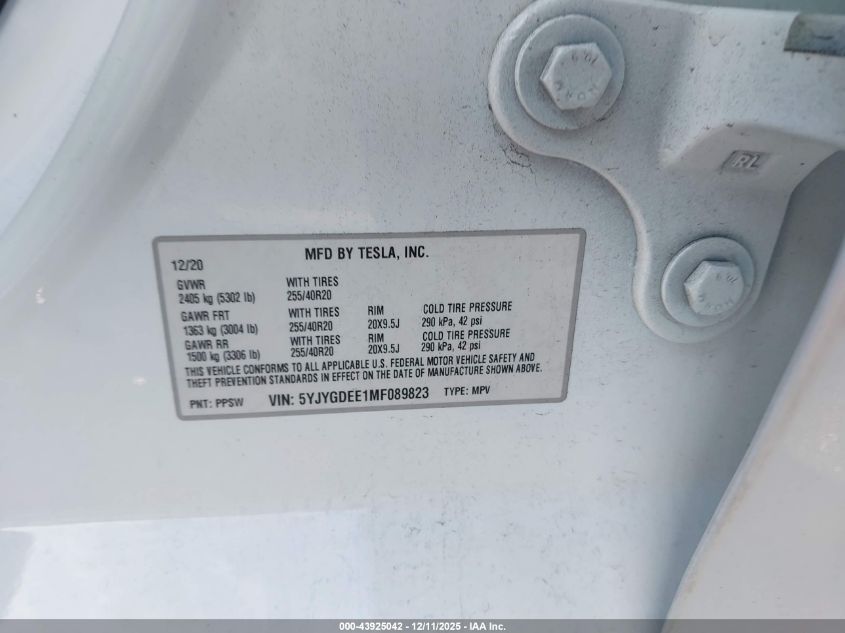 10.9
RL
10.9
MFD BY TESLA, INC.
12/20
GVWR WITH TIRES
2405 kg (5302 lb) 255/40R20
GAWR FRT WITH TIRES RIM COLD TIRE PRESSURE
1363 kg (3004 lb) 255/40R20 20X9.5J 290 kPa, 42 psi
GAWR RR WITH TIRES RIM COLD TIRE PRESSURE
1500 kg (3306 lb) 255/40R20 20X9.5J 290 kPa, 42 psi
THIS VEHICLE CONFORMS TO ALL APPLICABLE U.S. FEDERAL MOTOR VEHICLE SAFETY AND
THEFT PREVENTION STANDARDS IN EFFECT ON THE DATE OF MANUFACTURE SHOWN ABOVE.
PNT: PPSW VIN: 5YJYGDEE1MF089823 TYPE: MPV
000-43925042 - 12/11/2025 - IAA Inc.